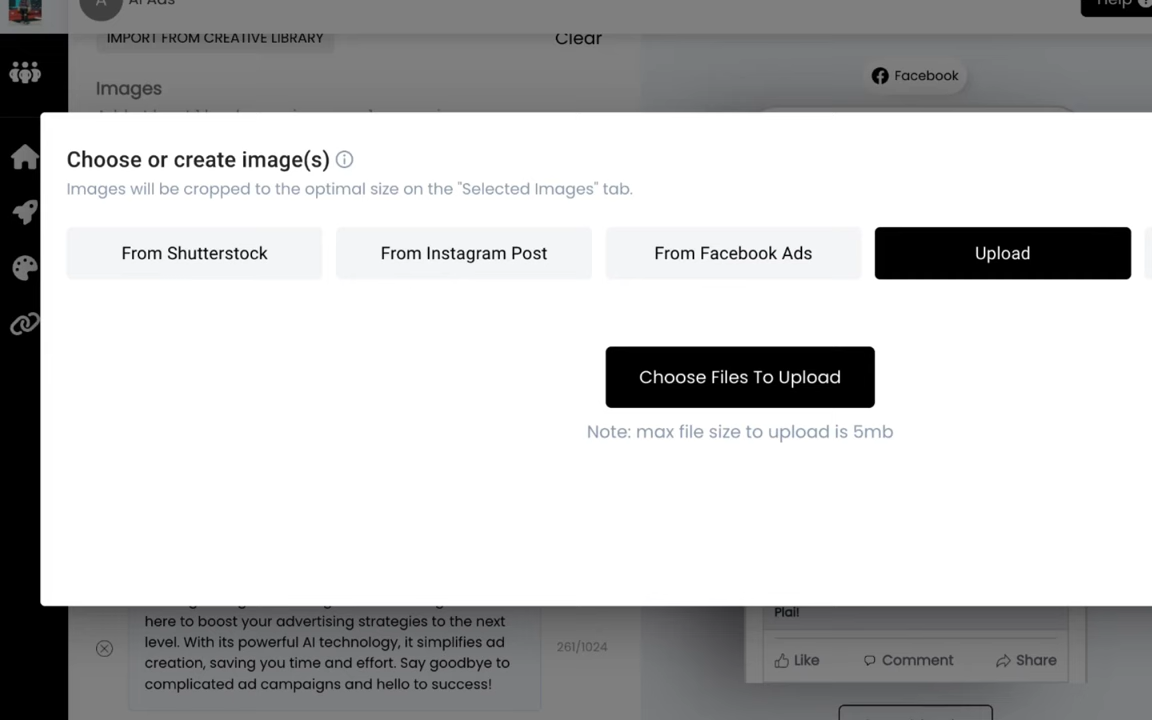 A
AI Ads
Help
IMPORT FROM CREATIVE LIBRARY
Clear
Images
Facebook
Choose or create image(s)
Images will be cropped to the optimal size on the "Selected Images" tab.
From Shutterstock
From Instagram Post
From Facebook Ads
Upload
Choose Files To Upload
Note: max file size to upload is 5mb
here to boost your advertising strategies to the next
level. With its powerful AI technology, it simplifies ad
creation, saving you time and effort. Say goodbye to
complicated ad campaigns and hello to success!
261/1024
Plai!
Like
Comment
Share